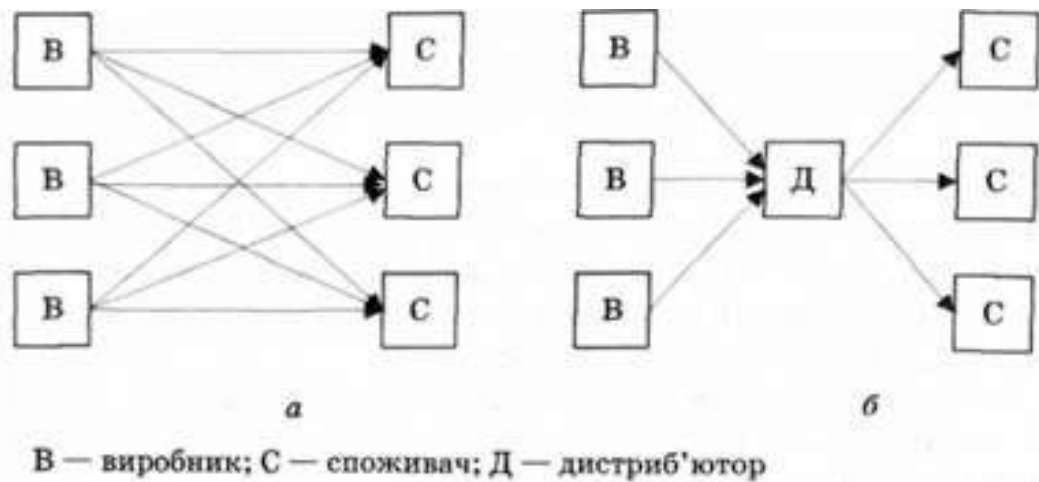 В С В С
В С В Д С
В С В С
а б
В — виробник; С — споживач; Д — дистриб'ютор